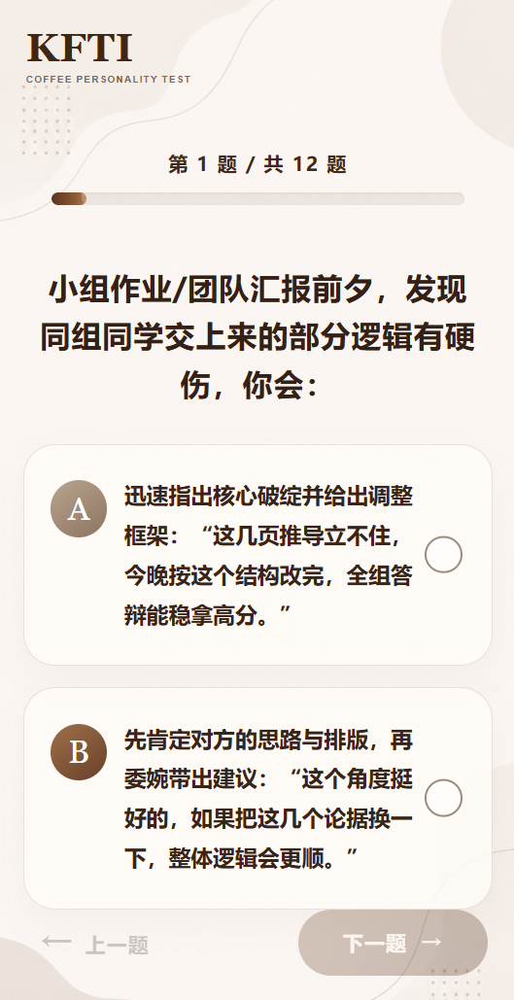 KFTI
COFFEE PERSONALITY TEST
第 1 题 / 共 12 题
小组作业/团队汇报前夕，发现
同组同学交上来的部分逻辑有硬
伤，你会：
A
迅速指出核心破绽并给出调整
框架：“这几页推导立不住，
今晚按这个结构改完，全组答
辩能稳拿高分。”
B
先肯定对方的思路与排版，再
委婉带出建议：“这个角度挺
好的，如果把这几个论据换一
下，整体逻辑会更顺。”
← 上一题
下一题 →